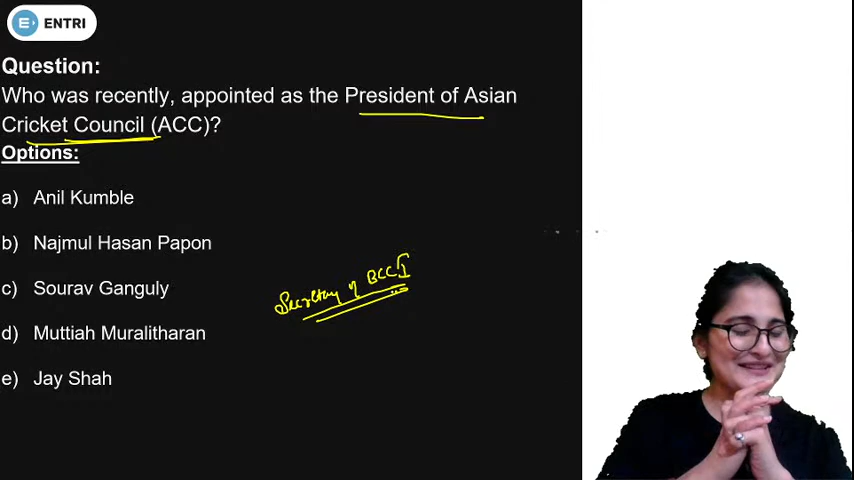 ENTRI
Question:
Who was recently, appointed as the President of Asian
Cricket Council (ACC)?
Options:
a) Anil Kumble
b) Najmul Hasan Papon
c) Sourav Ganguly
Secretary of BCCI
d) Muttiah Muralitharan
e) Jay Shah